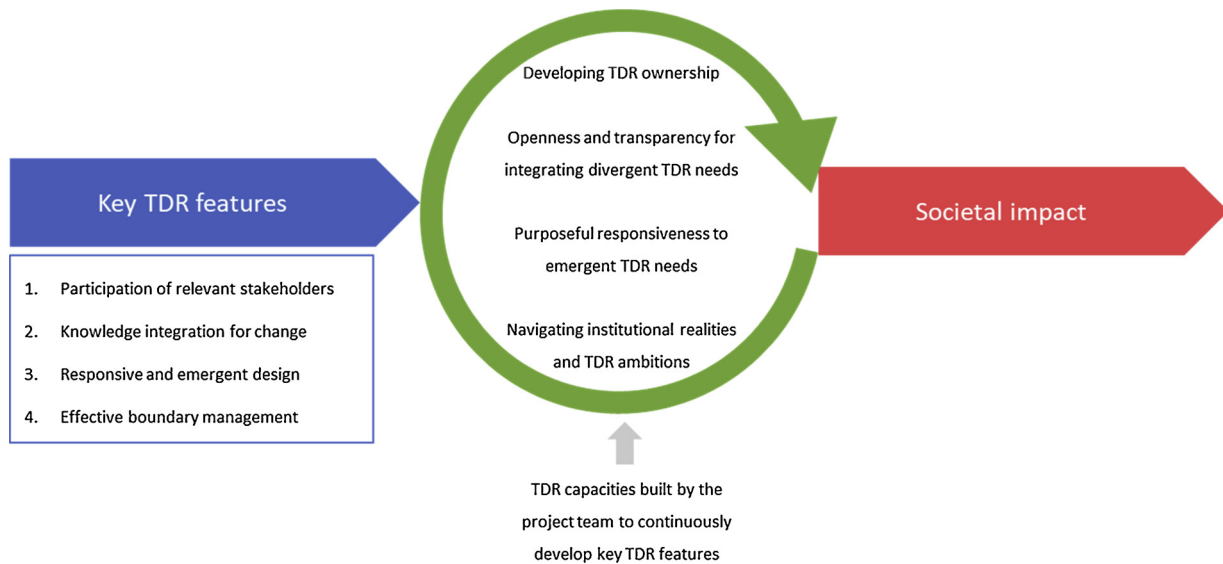 Key TDR features
1. Participation of relevant stakeholders
2. Knowledge integration for change
3. Responsive and emergent design
4. Effective boundary management
Developing TDR ownership
Openness and transparency for
integrating divergent TDR needs
Purposeful responsiveness to
emergent TDR needs
Navigating institutional realities
and TDR ambitions
TDR capacities built by the
project team to continuously
develop key TDR features
Societal impact